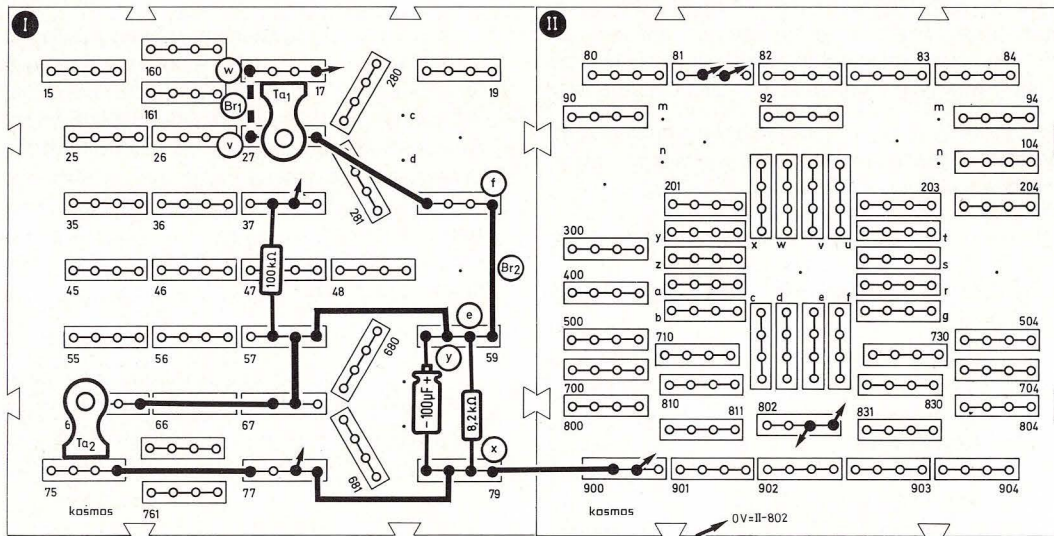 I
II
160
15
w
17
280
19
Br1
Ta1
161
c
25
26
v
27
d
35
36
37
281
f
100kΩ
Br2
45
46
47
48
e
55
56
57
680
y
59
-100µF+
8,2kΩ
66
67
Ta2
x
75
77
681
79
kosmos
761
80
81
82
83
84
90
m
92
m
94
n
n
104
201
203
204
y
x
w
v
u
t
300
z
s
400
a
r
b
c
d
e
f
g
500
504
710
730
700
704
810
830
800
811
802
831
804
900
901
902
903
904
kosmos
0V=II-802